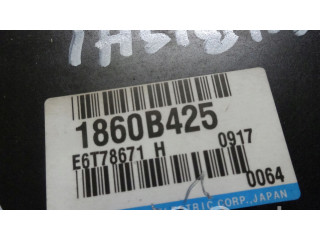 1860B425
E6T78671 H 0917
0064
ELECTRIC CORP., JAPAN